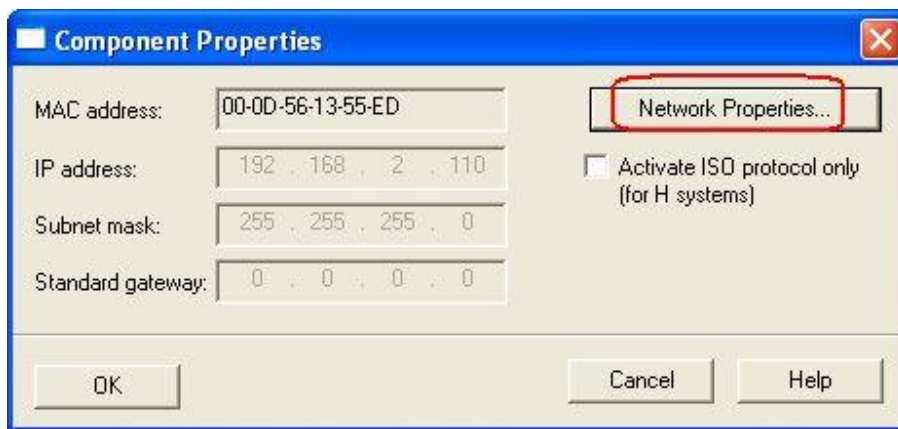 Component Properties
MAC address: 00-0D-56-13-55-ED
Network Properties...
IP address: 192 . 168 . 2 . 110
Activate ISO protocol only
(for H systems)
Subnet mask: 255 . 255 . 255 . 0
Standard gateway: 0 . 0 . 0 . 0
OK
Cancel
Help